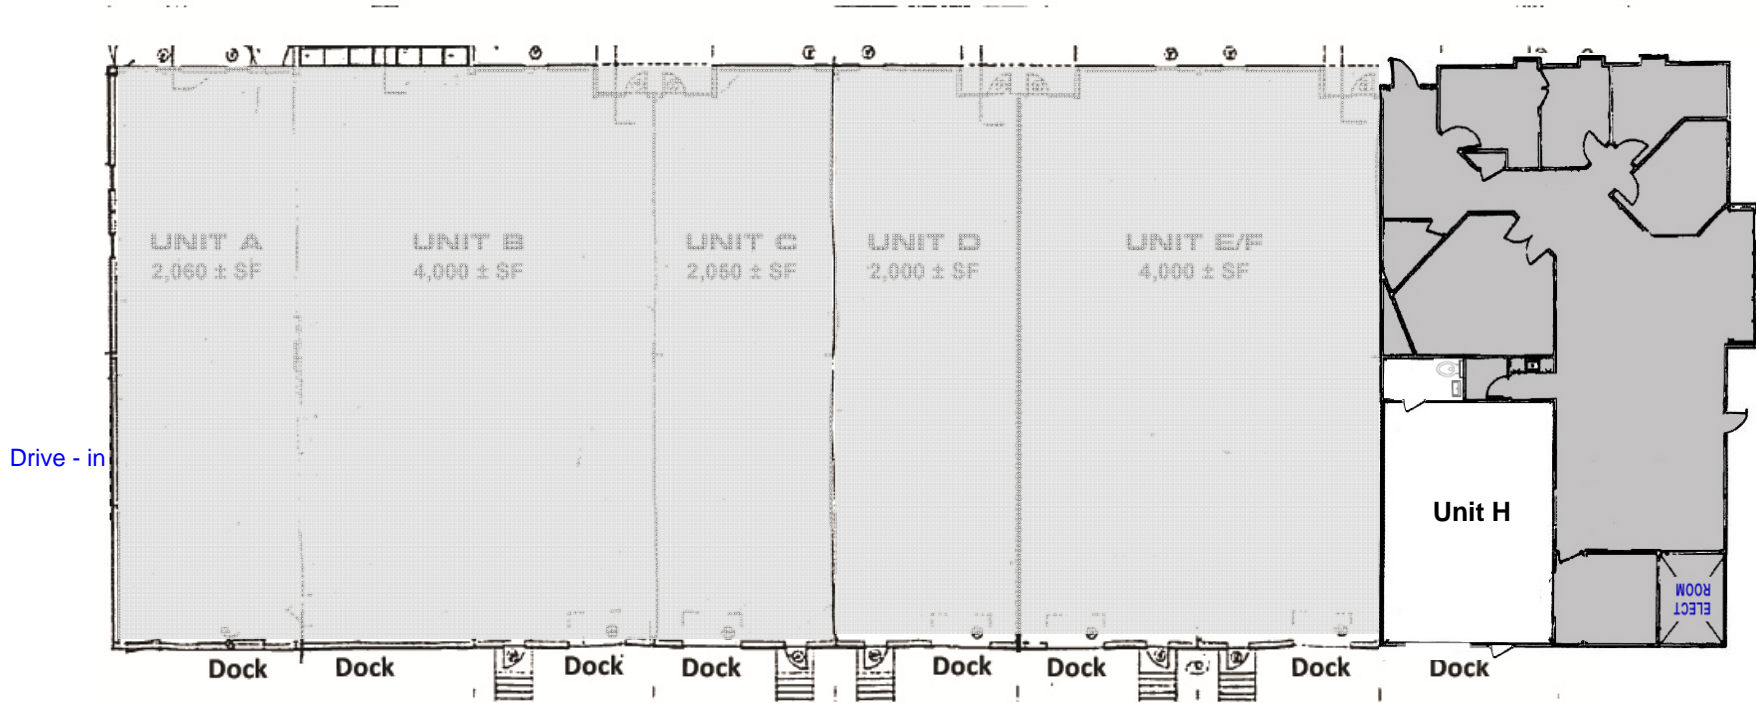 UNIT A
2,060 ± SF
UNIT B
4,000 ± SF
UNIT C
2,060 ± SF
UNIT D
2,000 ± SF
UNIT E/F
4,000 ± SF
Drive - in
Unit H
ELECT
ROOM
Dock
Dock
Dock
Dock
Dock
Dock
Dock
Dock